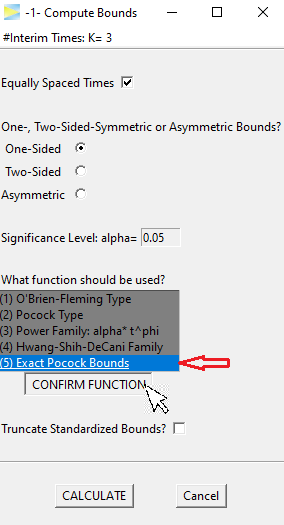 -1- Compute Bounds
#Interim Times: K= 3
Equally Spaced Times
One-, Two-Sided-Symmetric or Asymmetric Bounds?
One-Sided
Two-Sided
Asymmetric
Significance Level: alpha= 0.05
What function should be used?
(1) O'Brien-Fleming Type
(2) Pocock Type
(3) Power Family: alpha* t^phi
(4) Hwang-Shih-DeCani Family
(5) Exact Pocock Bounds
CONFIRM FUNCTION
Truncate Standardized Bounds?
CALCULATE Cancel